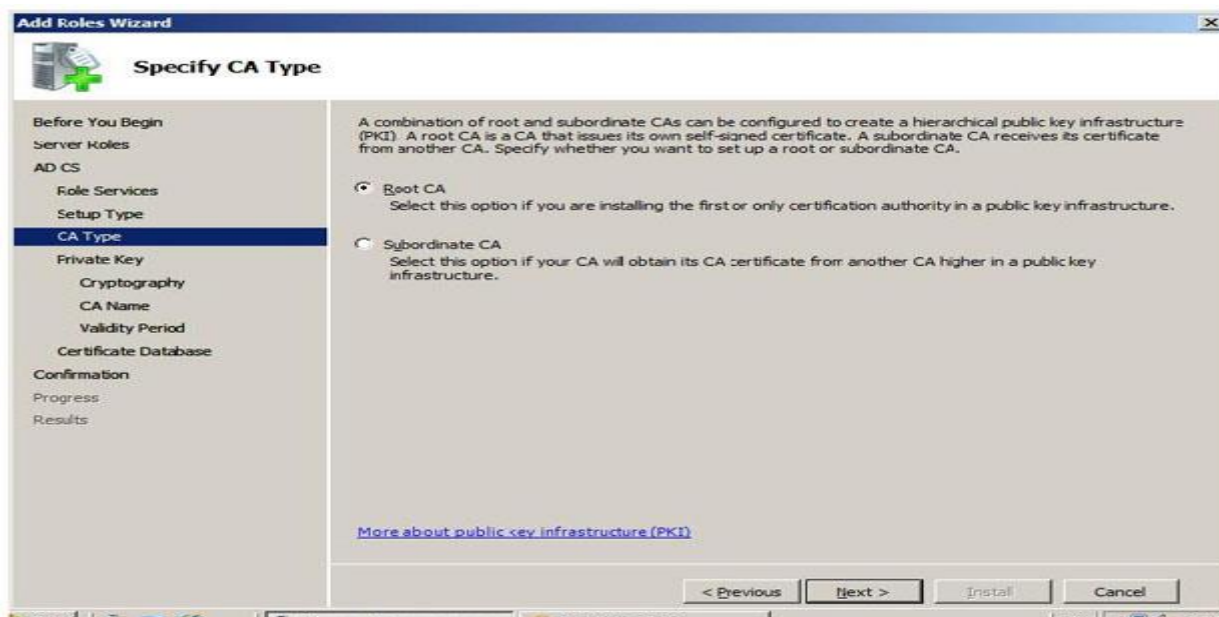 Add Roles Wizard
Specify CA Type
Before You Begin
Server Roles
AD CS
Role Services
Setup Type
CA Type
Private Key
Cryptography
CA Name
Validity Period
Certificate Database
Confirmation
Progress
Results
A combination of root and subordinate CAs can be configured to create a hierarchical public key infrastructure
(PKI). A root CA is a CA that issues its own self-signed certificate. A subordinate CA receives its certificate
from another CA. Specify whether you want to set up a root or subordinate CA.
Root CA
Select this option if you are installing the first or only certification authority in a public key infrastructure.
Subordinate CA
Select this option if your CA will obtain its CA certificate from another CA higher in a public key
infrastructure.
More about public key infrastructure (PKI)
< Previous
Next >
Install
Cancel